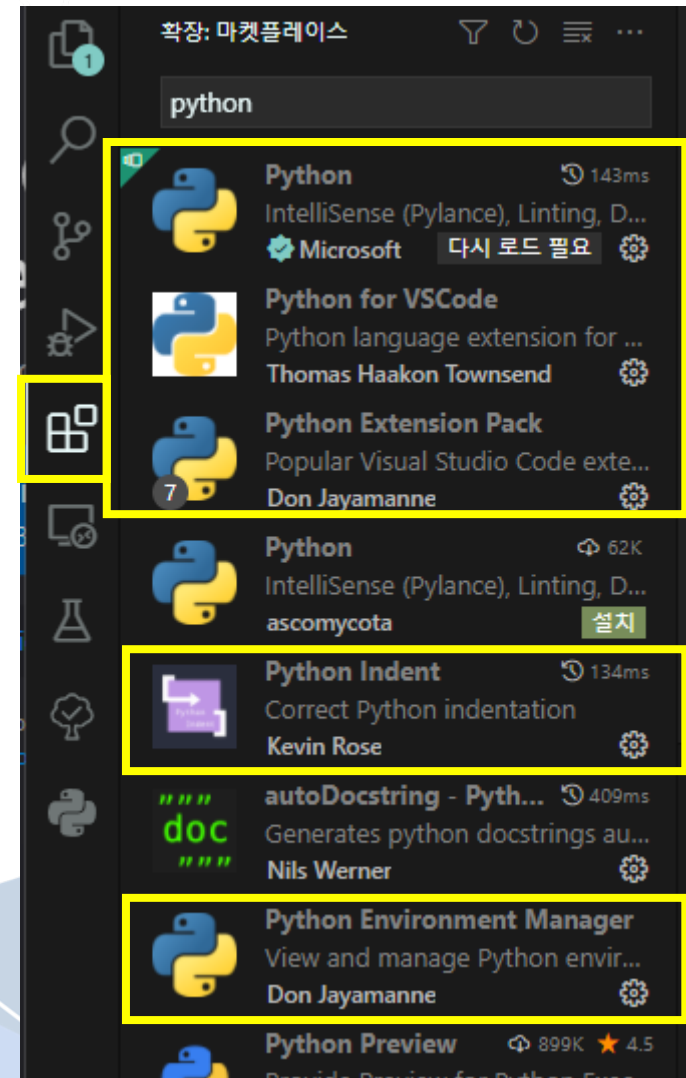 확장: 마켓플레이스
1
python
Python 143ms
IntelliSense (Pylance), Linting, D...
Microsoft 다시 로드 필요
Python for VSCode
Python language extension for ...
Thomas Haakon Townsend
Python Extension Pack
Popular Visual Studio Code exte...
7 Don Jayamanne
Python 62K
IntelliSense (Pylance), Linting, D...
ascomycota 설치
Python Indent 134ms
Correct Python indentation
Kevin Rose
autoDocstring - Pyth... 409ms
""" doc """
Generates python docstrings au...
Nils Werner
Python Environment Manager
View and manage Python envir...
Don Jayamanne
Python Preview 899K ★ 4.5